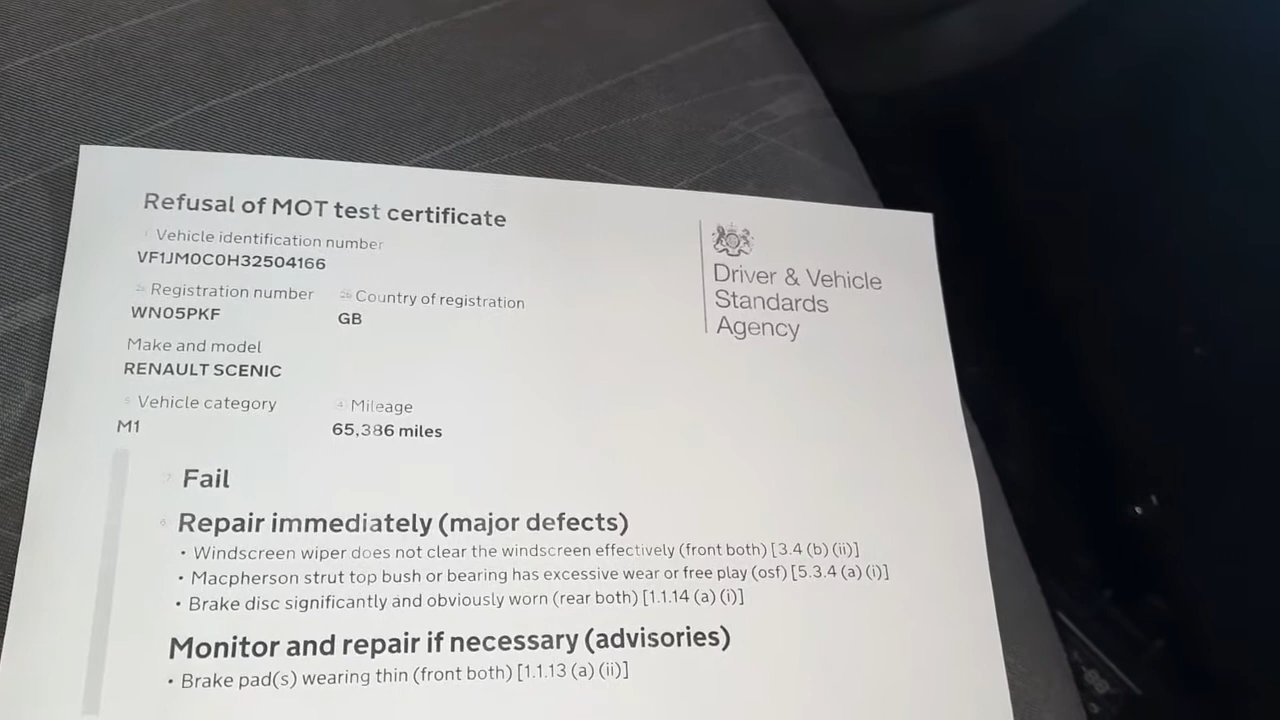 Refusal of MOT test certificate
Vehicle identification number
VF1JM0C0H32504166
Registration number
Country of registration
WN05PKF
GB
Make and model
RENAULT SCENIC
Vehicle category
Mileage
M1
65,386 miles
Driver & Vehicle
Standards
Agency
Fail
Repair immediately (major defects)
• Windscreen wiper does not clear the windscreen effectively (front both) [3.4 (b) (ii)]
• Macpherson strut top bush or bearing has excessive wear or free play (osf) [5.3.4 (a) (i)]
• Brake disc significantly and obviously worn (rear both) [1.1.14 (a) (i)]
Monitor and repair if necessary (advisories)
• Brake pad(s) wearing thin (front both) [1.1.13 (a) (ii)]